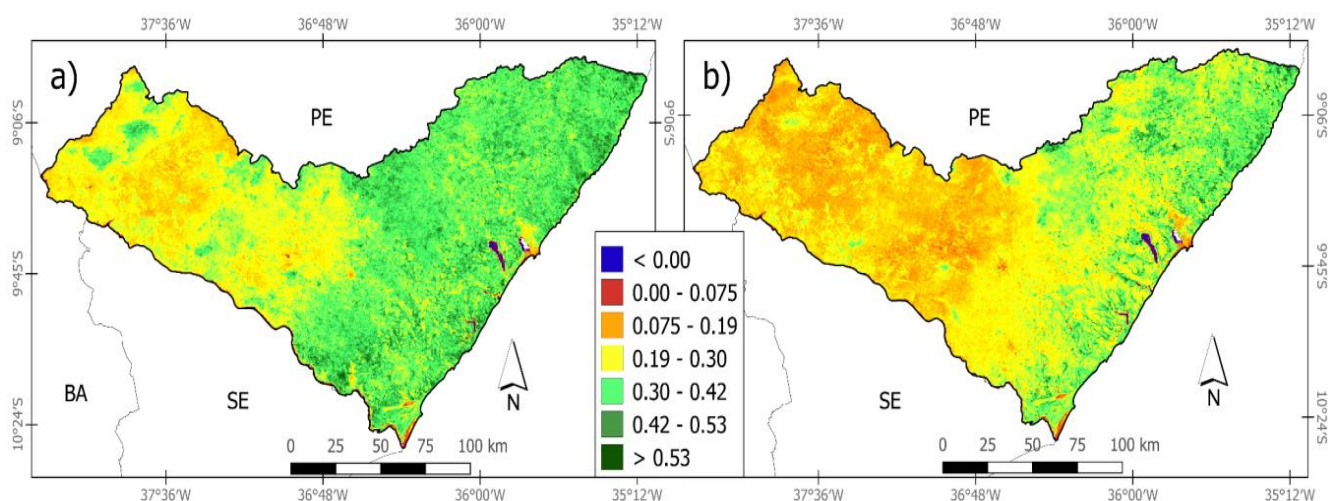 37°36'W 36°48'W 36°00'W 35°12'W 37°36'W 36°48'W 36°00'W 35°12'W
a) b)
PE PE
9°06'S 9°06'S 9°06'S
9°45'S 9°45'S 9°45'S
10°24'S 10°24'S
BA SE SE
N N
< 0.00
0.00 - 0.075
0.075 - 0.19
0.19 - 0.30
0.30 - 0.42
0.42 - 0.53
> 0.53
0 25 50 75 100 km
0 25 50 75 100 km
37°36'W 36°48'W 36°00'W 35°12'W 37°36'W 36°48'W 36°00'W 35°12'W